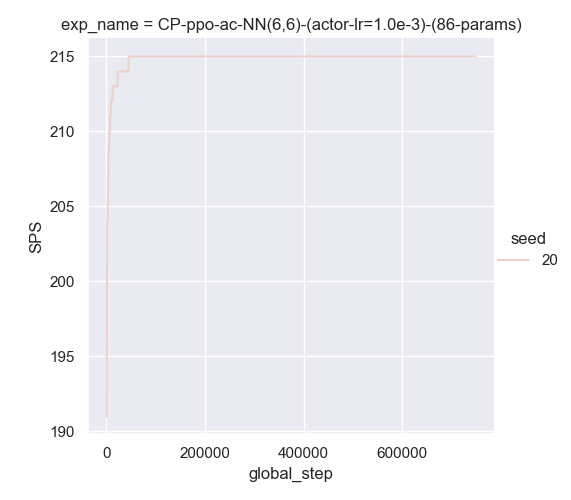 exp_name = CP-ppo-ac-NN(6,6)-(actor-lr=1.0e-3)-(86-params)
215
210
205
200
195
190
SPS
seed
20
0 200000 400000 600000
global_step